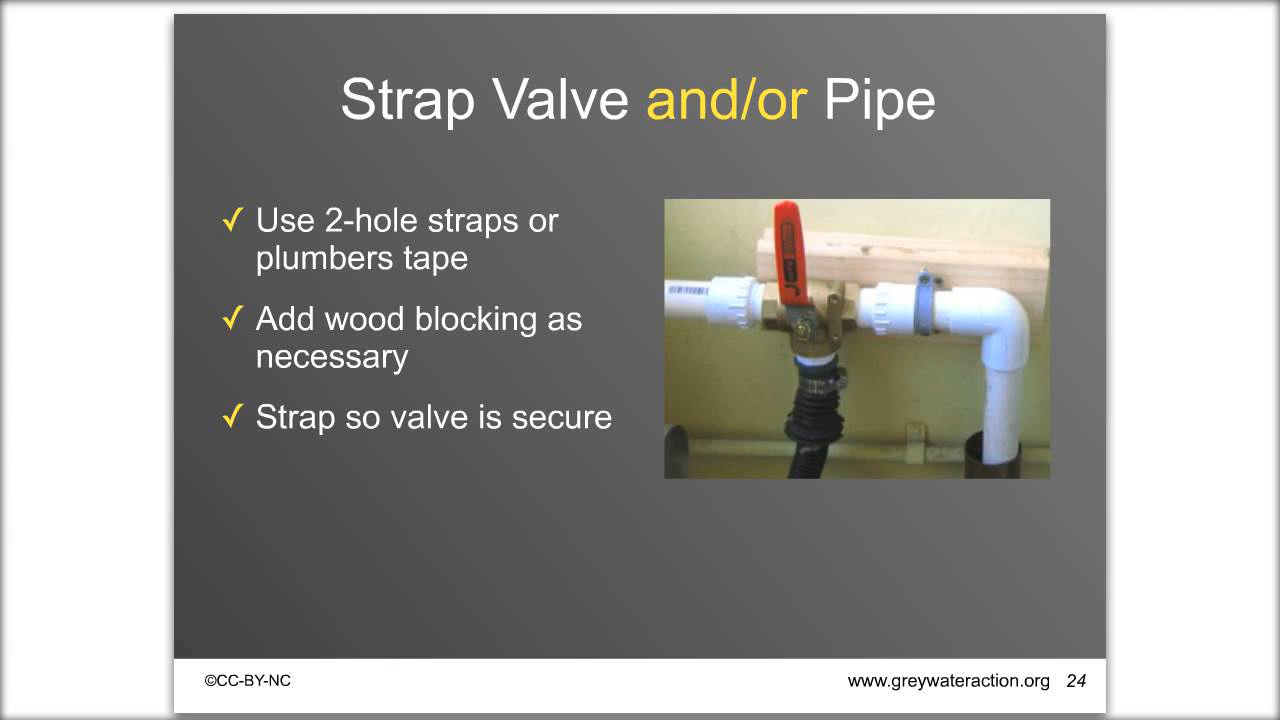 Strap Valve and/or Pipe
✓ Use 2-hole straps or
plumbers tape
✓ Add wood blocking as
necessary
✓ Strap so valve is secure
©CC-BY-NC
www.greywateraction.org 24